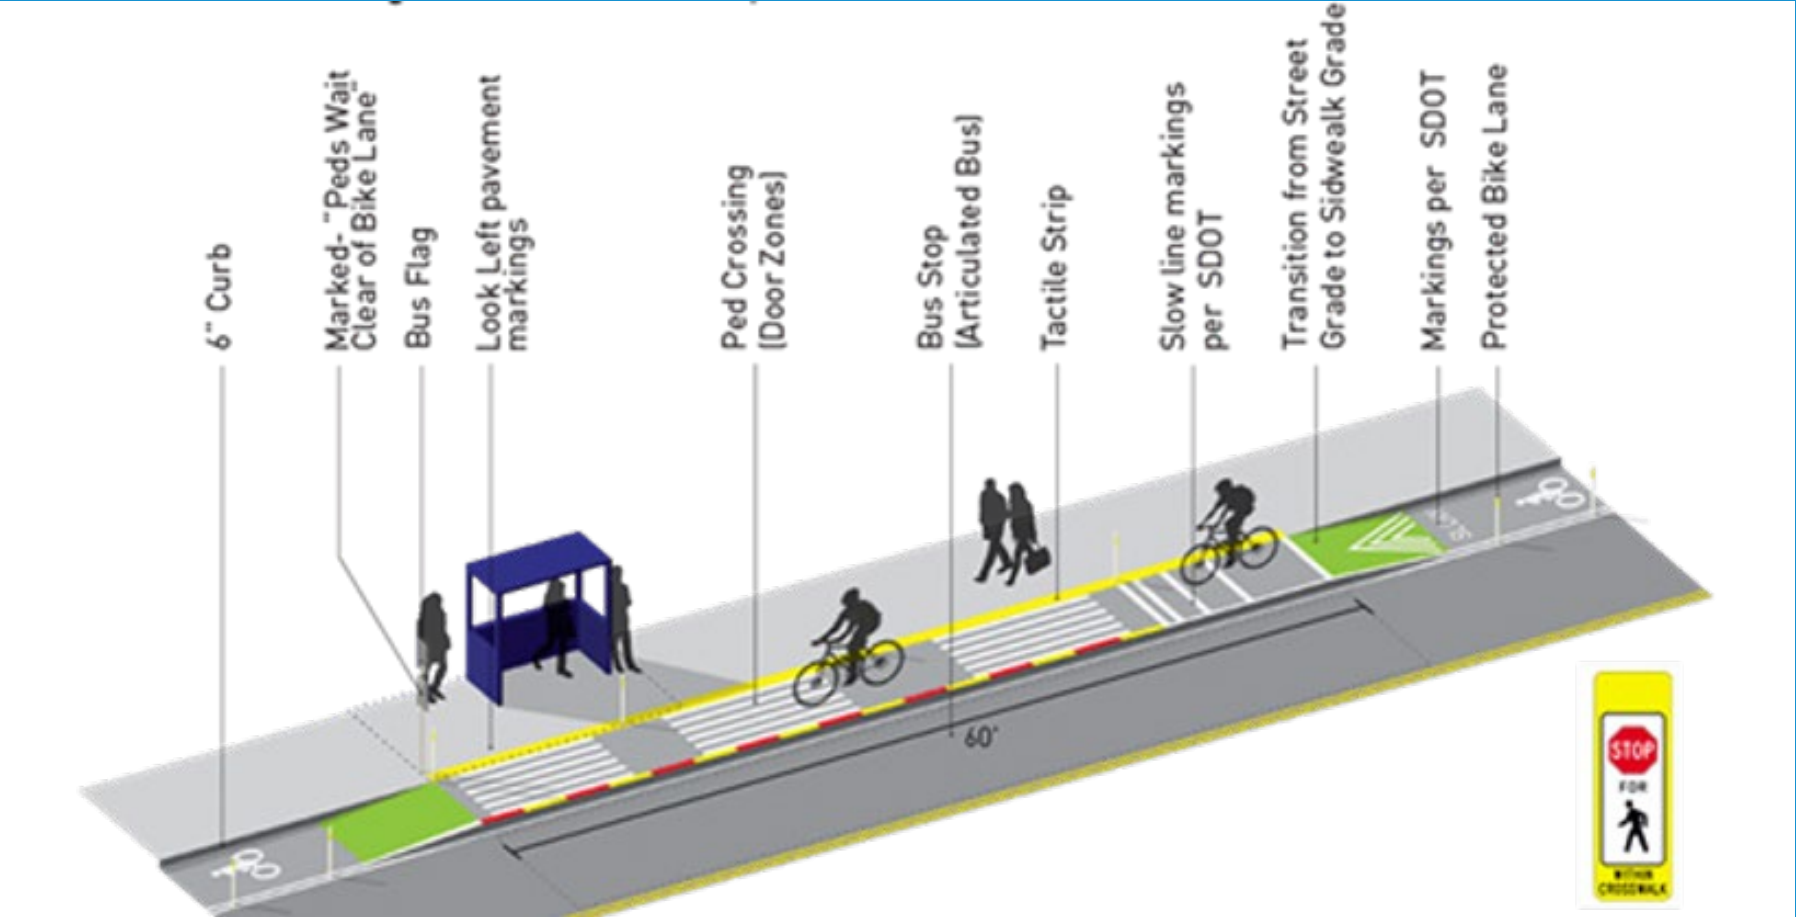 6" Curb
Marked- "Peds Wait
Clear of Bike Lane"
Bus Flag
Look Left pavement
markings
Ped Crossing
(Door Zones)
Bus Stop
(Articulated Bus)
Tactile Strip
Slow line markings
per SDOT
Transition from Street
Grade to Sidwealk Grade
Markings per SDOT
Protected Bike Lane
60'
STOP
FOR
WITHIN
CROSSWALK